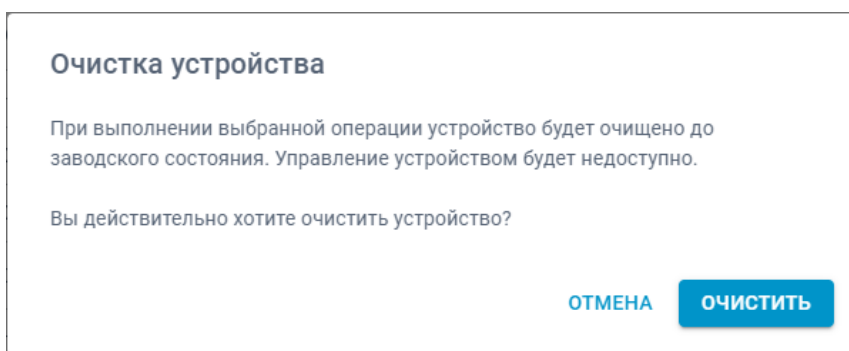 Очистка устройства
При выполнении выбранной операции устройство будет очищено до
заводского состояния. Управление устройством будет недоступно.
Вы действительно хотите очистить устройство?
ОТМЕНА ОЧИСТИТЬ